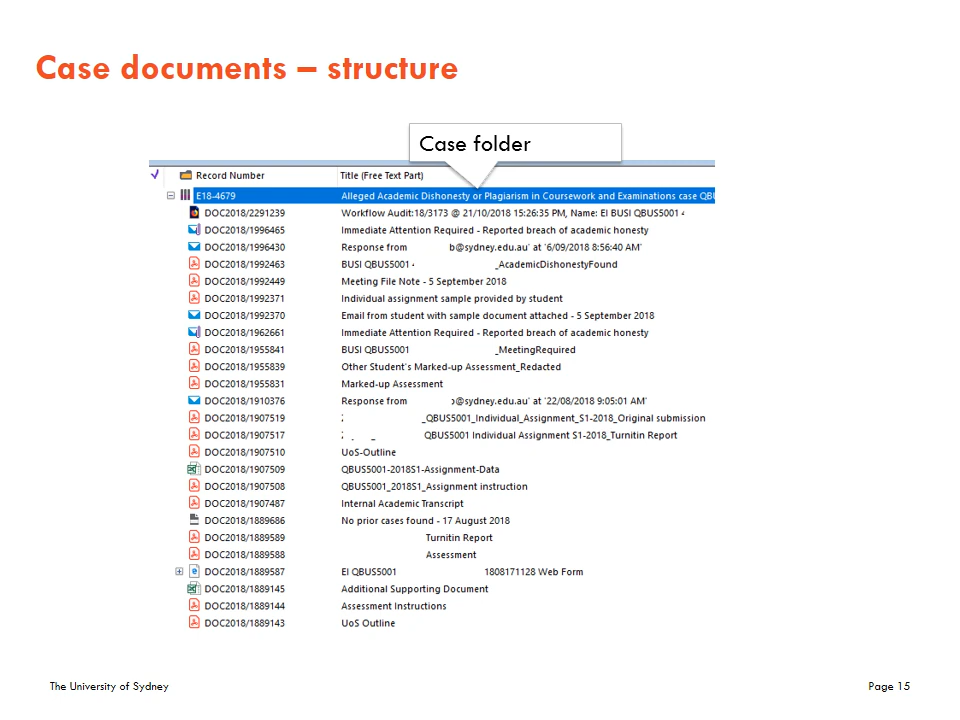 Case documents – structure
Case folder
Record Number Title (Free Text Part)
E18-4679 Alleged Academic Dishonesty or Plagiarism in Coursework and Examinations case
DOC2018/2291239 Workflow Audit:18/3173 @ 21/10/2018 15:26:35 PM, Name: EI BUSI QBUS5001
DOC2018/1996465 Immediate Attention Required - Reported breach of academic honesty
DOC2018/1996430 Response from b@sydney.edu.au' at '6/09/2018 8:56:40 AM'
DOC2018/1992463 BUSI QBUS5001 _AcademicDishonestyFound
DOC2018/1992449 Meeting File Note - 5 September 2018
DOC2018/1992371 Individual assignment sample provided by student
DOC2018/1992370 Email from student with sample document attached - 5 September 2018
DOC2018/1962661 Immediate Attention Required - Reported breach of academic honesty
DOC2018/1955841 BUSI QBUS5001 _MeetingRequired
DOC2018/1955839 Other Student's Marked-up Assessment_Redacted
DOC2018/1955831 Marked-up Assessment
DOC2018/1910376 Response from @sydney.edu.au' at '22/08/2018 9:05:01 AM'
DOC2018/1907519 _QBUS5001_Individual_Assignment_S1-2018_Original submission
DOC2018/1907517 QBUS5001 Individual Assignment S1-2018_Turnitin Report
DOC2018/1907510 UoS-Outline
DOC2018/1907509 QBUS5001-2018S1-Assignment-Data
DOC2018/1907508 QBUS5001_2018S1_Assignment instruction
DOC2018/1907487 Internal Academic Transcript
DOC2018/1889686 No prior cases found - 17 August 2018
DOC2018/1889589 Turnitin Report
DOC2018/1889588 Assessment
DOC2018/1889587 EI QBUS5001 1808171128 Web Form
DOC2018/1889145 Additional Supporting Document
DOC2018/1889144 Assessment Instructions
DOC2018/1889143 UoS Outline
The University of Sydney
Page 15